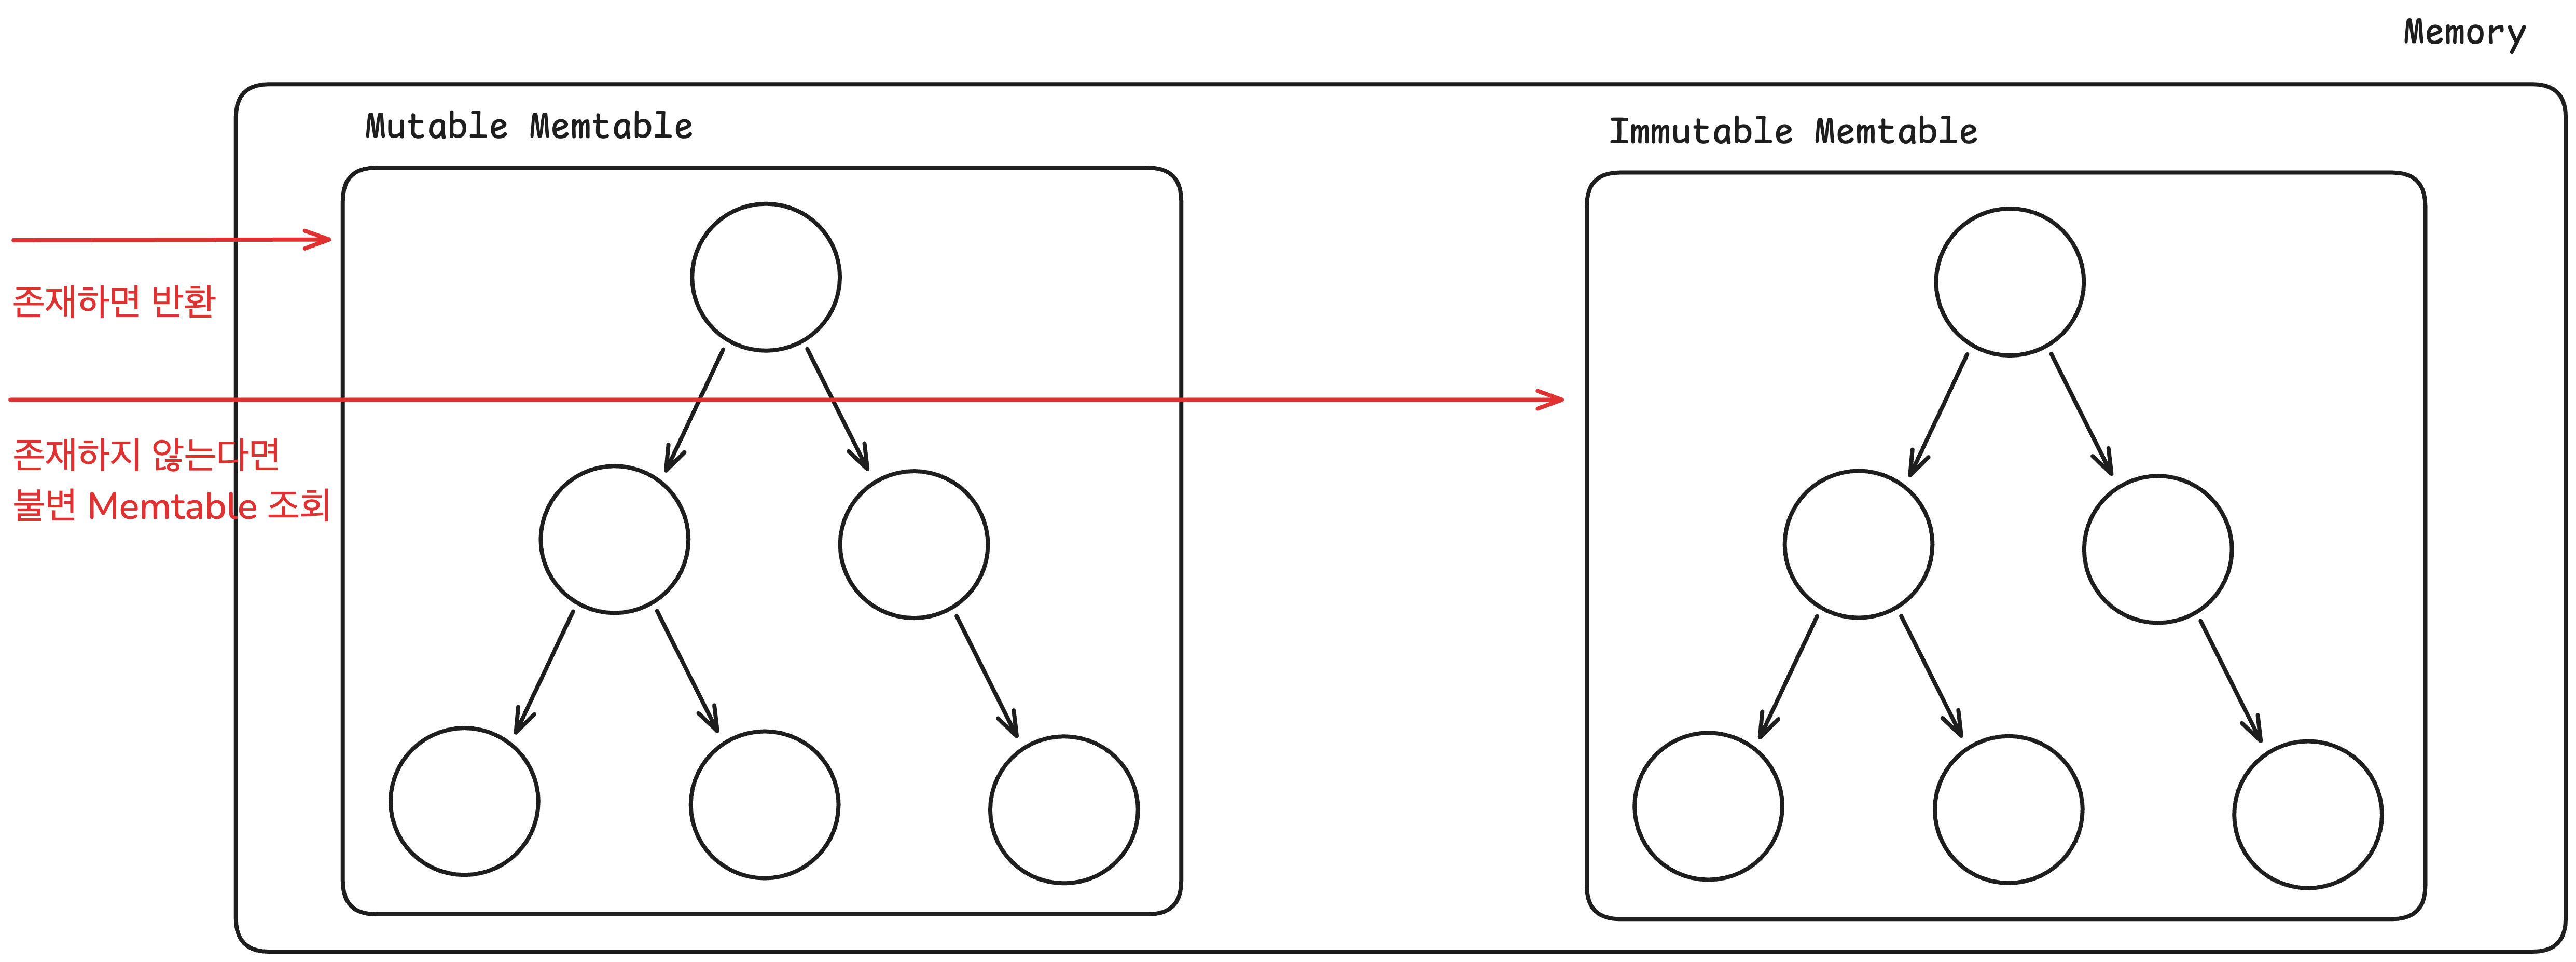 Memory
Mutable Memtable
Immutable Memtable
존재하면 반환
존재하지 않는다면
불변 Memtable 조회